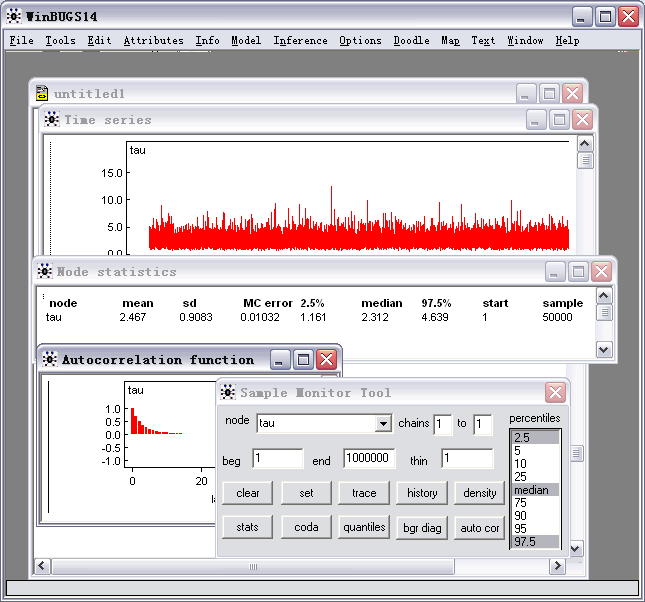 WinBUGS14
File Tools Edit Attributes Info Model Inference Options Doodle Map Text Window Help
untitled1
Time series
tau
15.0
10.0
5.0
0.0
Node statistics
node mean sd MC error 2.5% median 97.5% start sample
tau 2.467 0.9083 0.01032 1.161 2.312 4.639 1 50000
Autocorrelation function
tau
1.0
0.5
0.0
-0.5
-1.0
0 20
Sample Monitor Tool
node tau chains 1 to 1 percentiles
beg 1 end 1000000 thin 1
clear set trace history density
stats coda quantiles bgr diag auto cor
2.5
5
10
25
median
75
90
95
97.5